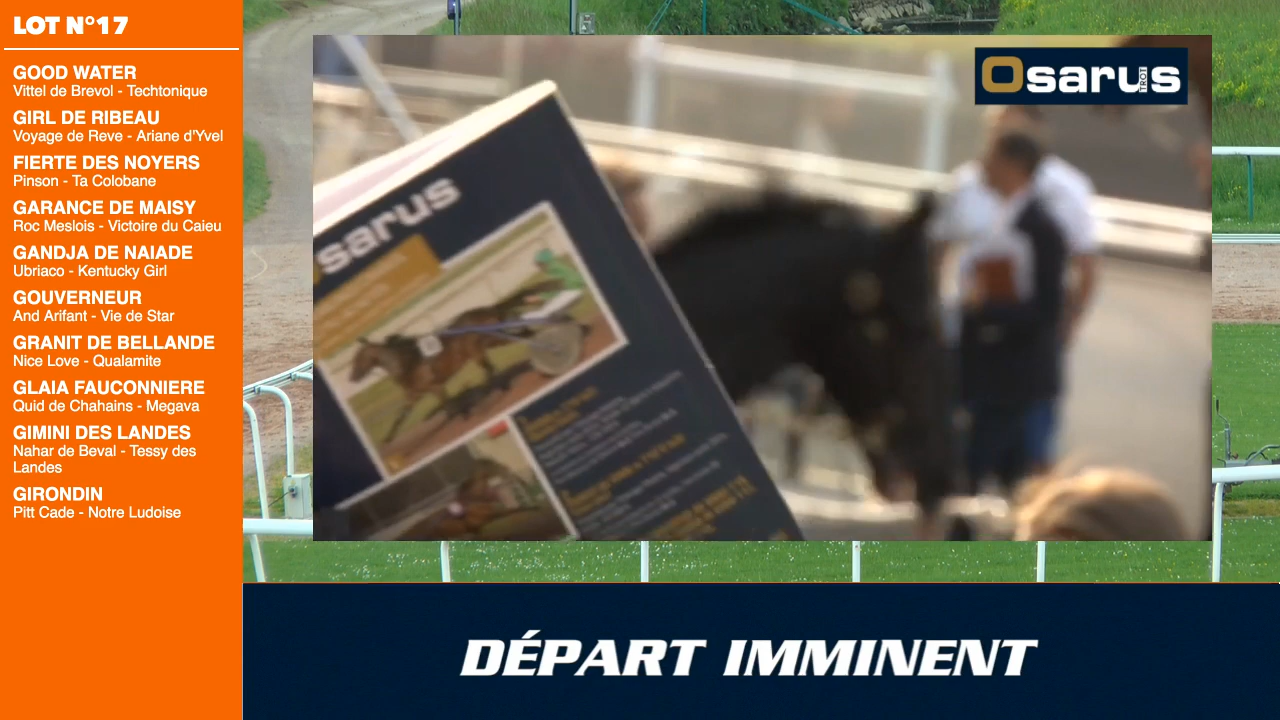 LOT N°17
GOOD WATER
Vittel de Brevol - Techtonique
GIRL DE RIBEAU
Voyage de Reve - Ariane d'Yvel
FIERTE DES NOYERS
Pinson - Ta Colobane
GARANCE DE MAISY
Roc Meslois - Victoire du Caieu
GANDJA DE NAIADE
Ubriaco - Kentucky Girl
GOUVERNEUR
And Arifant - Vie de Star
GRANIT DE BELLANDE
Nice Love - Qualamite
GLAIA FAUCONNIERE
Quid de Chahains - Megava
GIMINI DES LANDES
Nahar de Beval - Tessy des
Landes
GIRONDIN
Pitt Cade - Notre Ludoise
Osarus
TROT
sarus
DÉPART IMMINENT